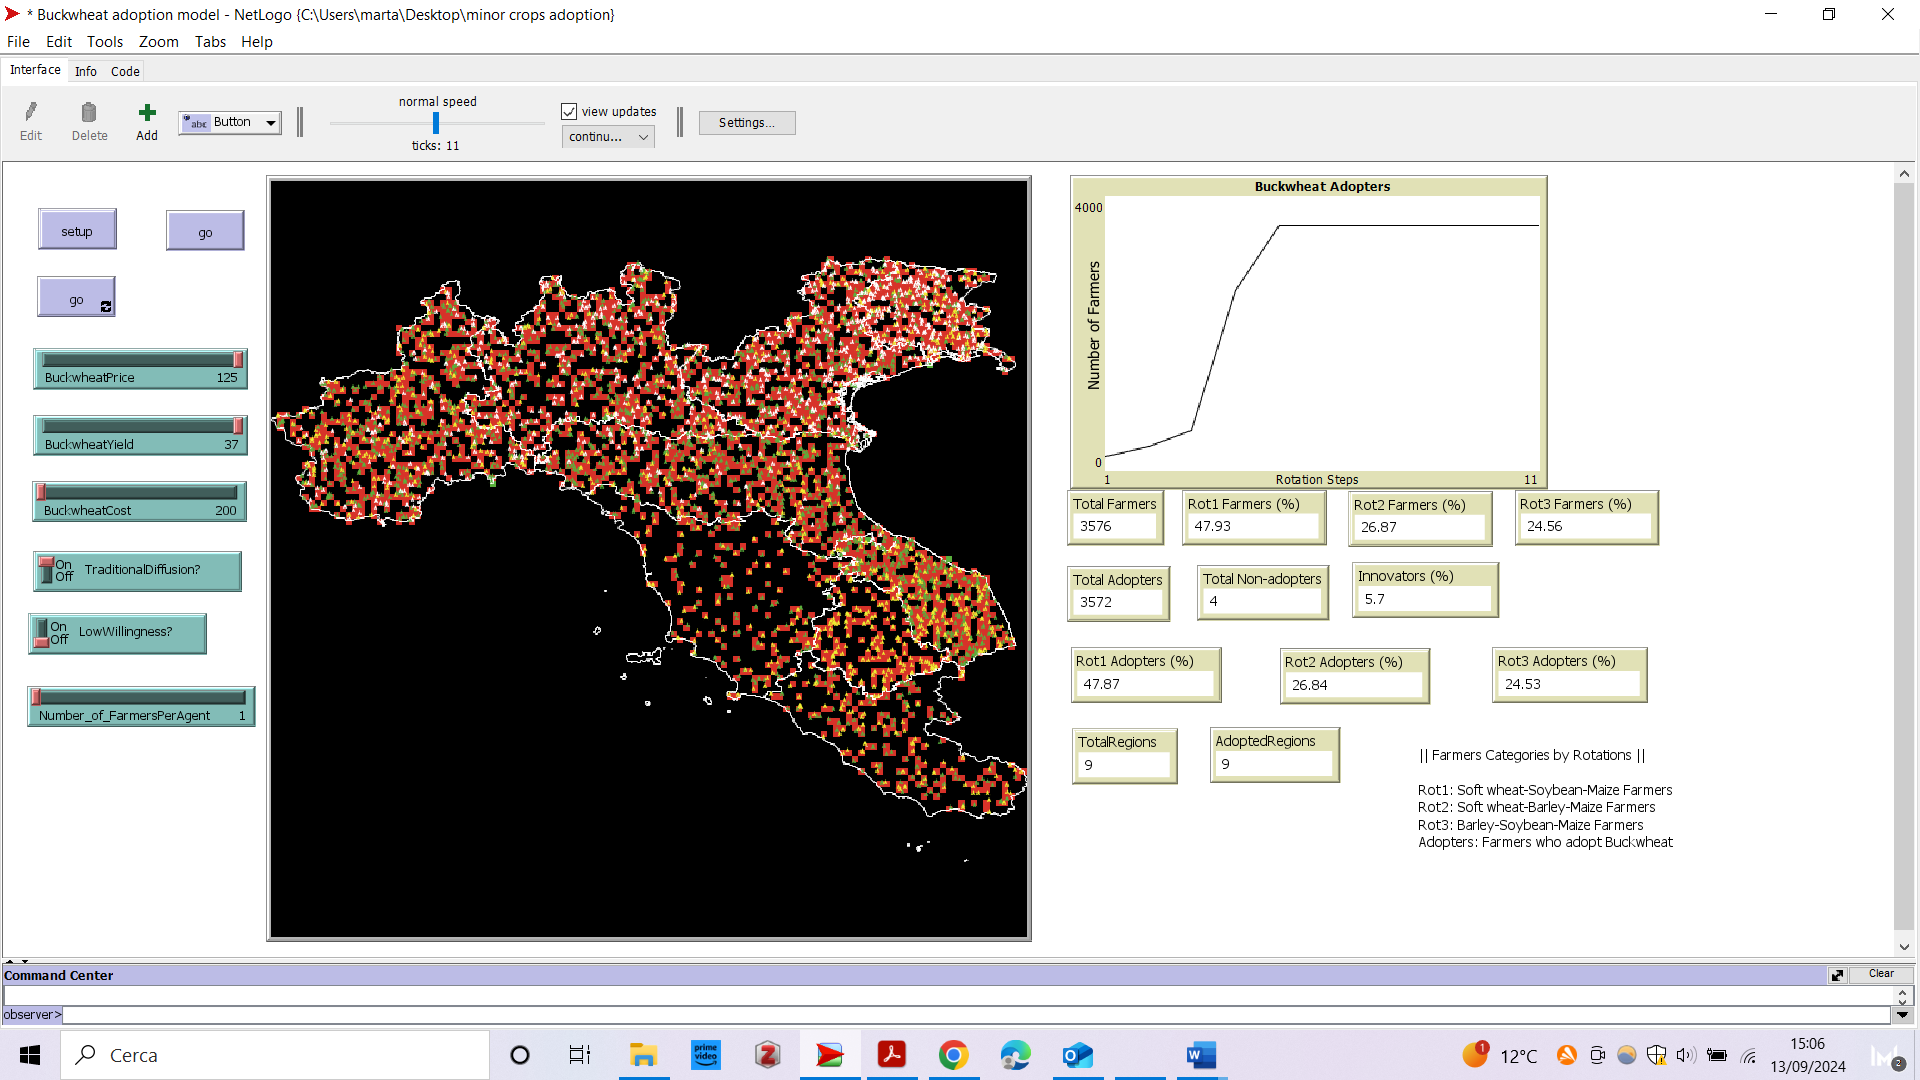 * Buckwheat adoption model - NetLogo {C:\Users\marta\Desktop\minor crops adoption}
File Edit Tools Zoom Tabs Help
Interface Info Code
Edit Delete Add abc Button normal speed ticks: 11 view updates continu... Settings...
setup go
go
BuckwheatPrice 125
BuckwheatYield 37
BuckwheatCost 200
On Off TraditionalDiffusion?
On Off LowWillingness?
Number_of_FarmersPerAgent 1
Buckwheat Adopters
4000
Number of Farmers
0
1 Rotation Steps 11
Total Farmers Rot1 Farmers (%) Rot2 Farmers (%) Rot3 Farmers (%)
3576 47.93 26.87 24.56
Total Adopters Total Non-adopters Innovators (%)
3572 4 5.7
Rot1 Adopters (%) Rot2 Adopters (%) Rot3 Adopters (%)
47.87 26.84 24.53
TotalRegions AdoptedRegions
9 9
|| Farmers Categories by Rotations ||
Rot1: Soft wheat-Soybean-Maize Farmers
Rot2: Soft wheat-Barley-Maize Farmers
Rot3: Barley-Soybean-Maize Farmers
Adopters: Farmers who adopt Buckwheat
Command Center Clear
observer>
Cerca prime video Z W 1 12°C 15:06
13/09/2024 2